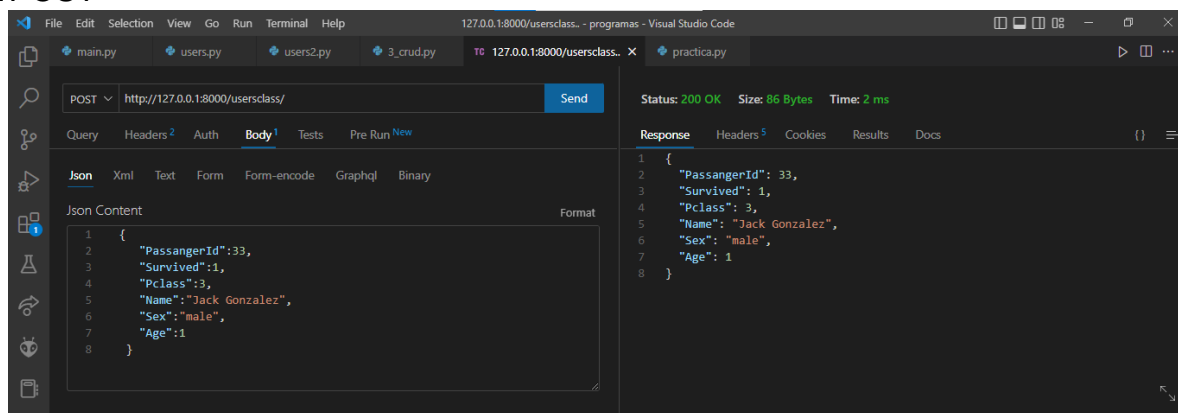 File Edit Selection View Go Run Terminal Help 127.0.0.1:8000/usersclass.. - programas - Visual Studio Code
main.py users.py users2.py 3_crud.py TC 127.0.0.1:8000/usersclass.. practica.py
POST http://127.0.0.1:8000/usersclass/ Send
Query Headers 2 Auth Body 1 Tests Pre Run New
Json Xml Text Form Form-encode Graphql Binary
Json Content Format
1 {
2 "PassangerId":33,
3 "Survived":1,
4 "Pclass":3,
5 "Name":"Jack Gonzalez",
6 "Sex":"male",
7 "Age":1
8 }
1
Status: 200 OK Size: 86 Bytes Time: 2 ms
Response Headers 5 Cookies Results Docs {}
1 {
2 "PassangerId": 33,
3 "Survived": 1,
4 "Pclass": 3,
5 "Name": "Jack Gonzalez",
6 "Sex": "male",
7 "Age": 1
8 }